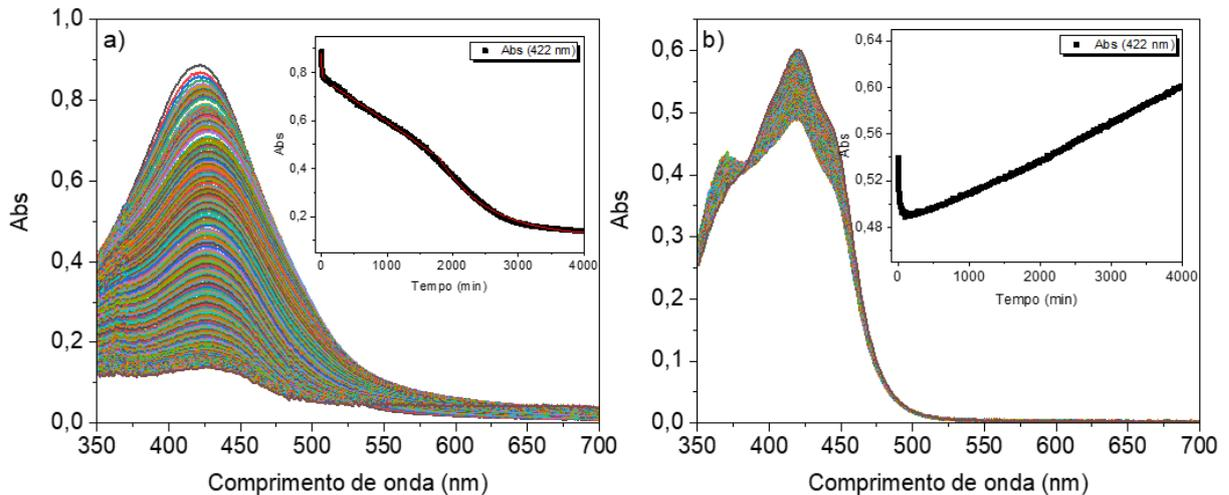 a)
Abs
1,0
0,8
0,6
0,4
0,2
0,0
350 400 450 500 550 600 650 700
Comprimento de onda (nm)
Abs (422 nm)
Abs
0,8
0,6
0,4
0,2
0 1000 2000 3000 4000
Tempo (min)
b)
Abs
0,6
0,5
0,4
0,3
0,2
0,1
0,0
350 400 450 500 550 600 650 700
Comprimento de onda (nm)
Abs (422 nm)
Abs
0,64
0,60
0,56
0,52
0,48
0 1000 2000 3000 4000
Tempo (min)